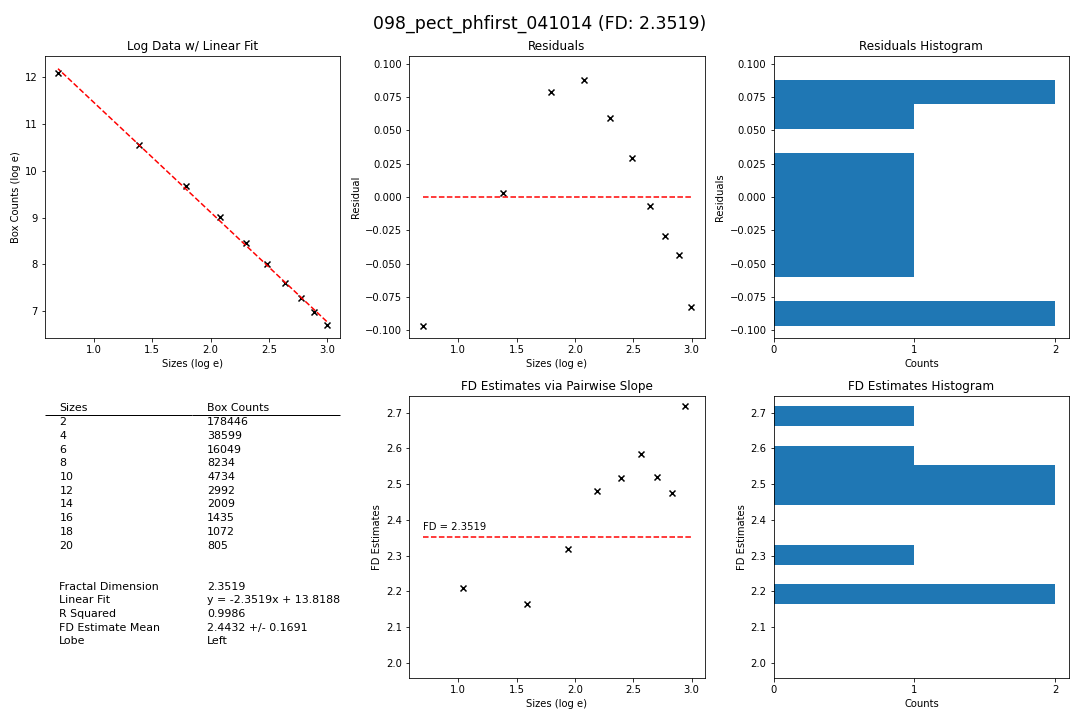 098_pect_phfirst_041014 (FD: 2.3519)
Log Data w/ Linear Fit
Box Counts (log e)
12
11
10
9
8
7
1.0 1.5 2.0 2.5 3.0
Sizes (log e)
Residuals
Residual
0.100
0.075
0.050
0.025
0.000
−0.025
−0.050
−0.075
−0.100
1.0 1.5 2.0 2.5 3.0
Sizes (log e)
Residuals Histogram
Residuals
0.100
0.075
0.050
0.025
0.000
−0.025
−0.050
−0.075
−0.100
0 1 2
Counts
Sizes Box Counts
2 178446
4 38599
6 16049
8 8234
10 4734
12 2992
14 2009
16 1435
18 1072
20 805
Fractal Dimension 2.3519
Linear Fit y = -2.3519x + 13.8188
R Squared 0.9986
FD Estimate Mean 2.4432 +/- 0.1691
Lobe Left
FD Estimates via Pairwise Slope
FD Estimates
2.7
2.6
2.5
2.4
2.3
2.2
2.1
2.0
FD = 2.3519
1.0 1.5 2.0 2.5 3.0
Sizes (log e)
FD Estimates Histogram
FD Estimates
2.7
2.6
2.5
2.4
2.3
2.2
2.1
2.0
0 1 2
Counts